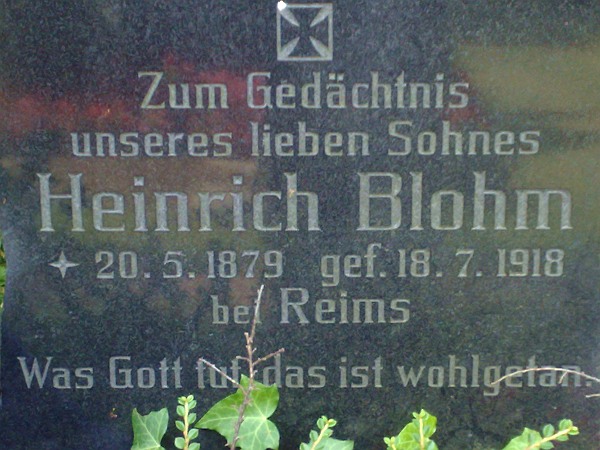 Zum Gedächtnis
unseres lieben Sohnes
Heinrich Blohm
20. 5. 1879 gef. 18. 7. 1918
bei Reims
Was Gott tut das ist wohlgetan.